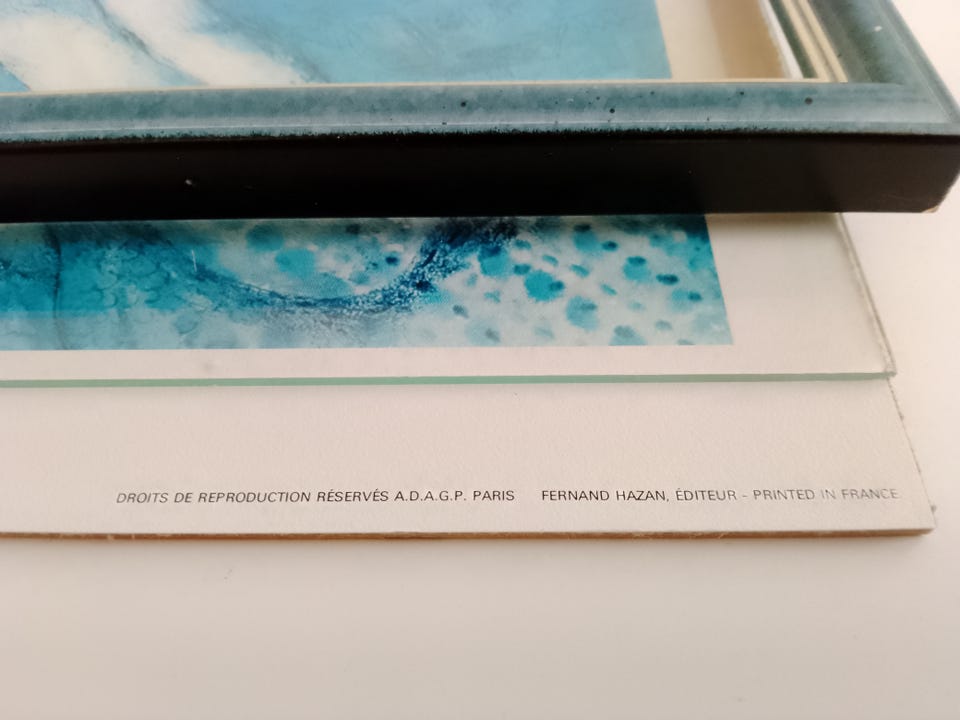 DROITS DE REPRODUCTION RÉSERVÉS A.D.A.G.P. PARIS FERNAND HAZAN, ÉDITEUR - PRINTED IN FRANCE